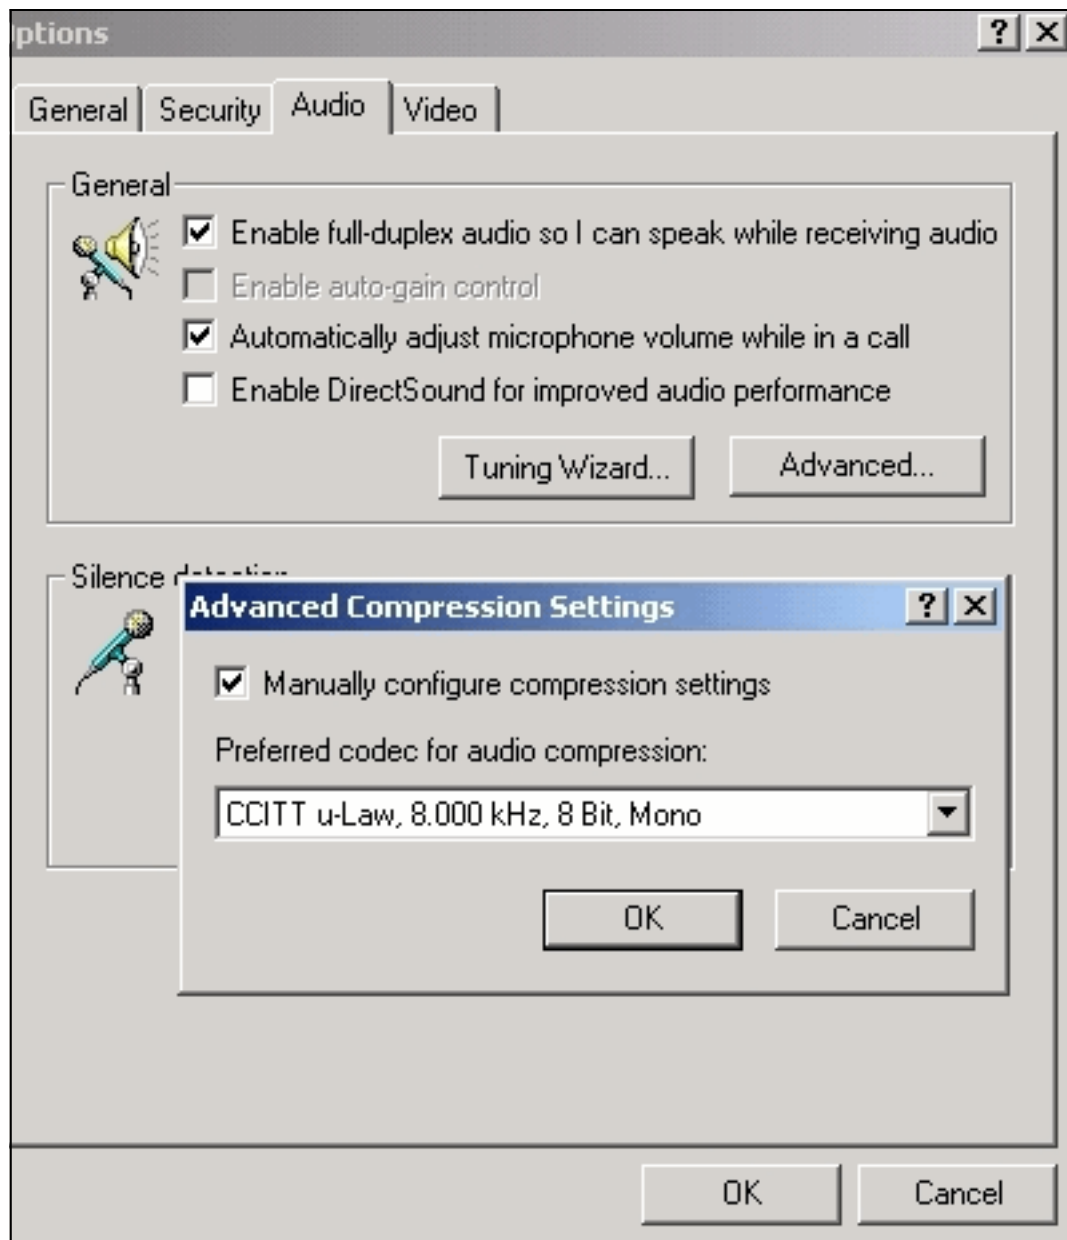 ptions
General Security Audio Video
General
Enable full-duplex audio so I can speak while receiving audio
Enable auto-gain control
Automatically adjust microphone volume while in a call
Enable DirectSound for improved audio performance
Tuning Wizard... Advanced...
Silence detection
Advanced Compression Settings
Manually configure compression settings
Preferred codec for audio compression:
CCITT u-Law, 8.000 kHz, 8 Bit, Mono
OK Cancel
OK Cancel